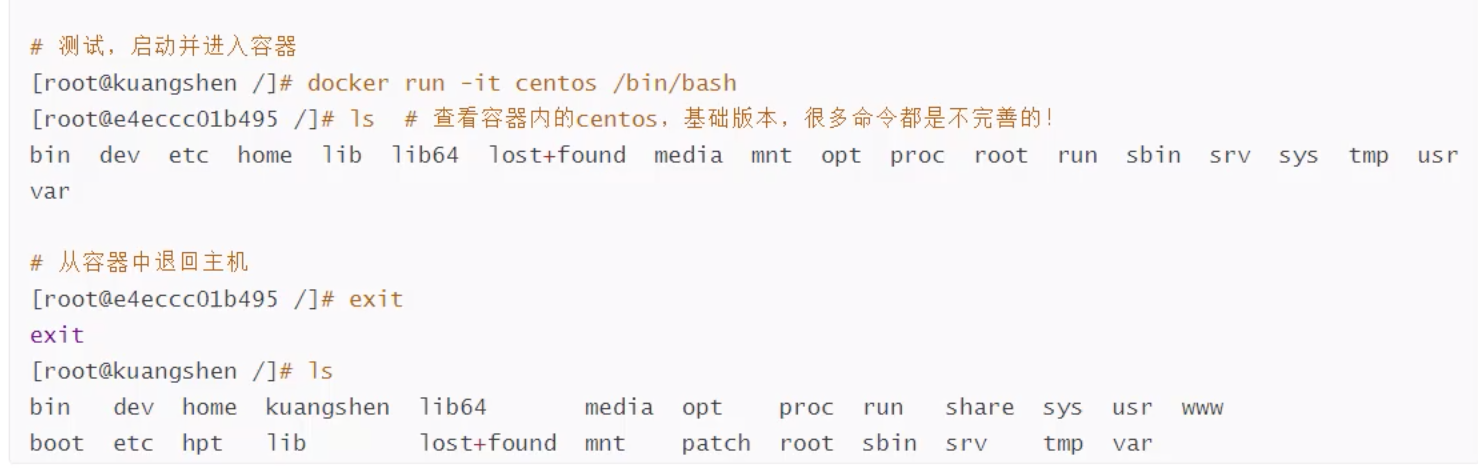 # 测试，启动并进入容器
[root@kuangshen /]# docker run -it centos /bin/bash
[root@e4eccc01b495 /]# ls  # 查看容器内的centos，基础版本，很多命令都是不完善的！
bin  dev  etc  home  lib  lib64  lost+found  media  mnt  opt  proc  root  run  sbin  srv  sys  tmp  usr
var
# 从容器中退回主机
[root@e4eccc01b495 /]# exit
exit
[root@kuangshen /]# ls
bin   dev  home  kuangshen  lib64       media  opt    proc  run   share  sys  usr  www
boot  etc  hpt   lib        lost+found  mnt    patch  root  sbin  srv    tmp  var